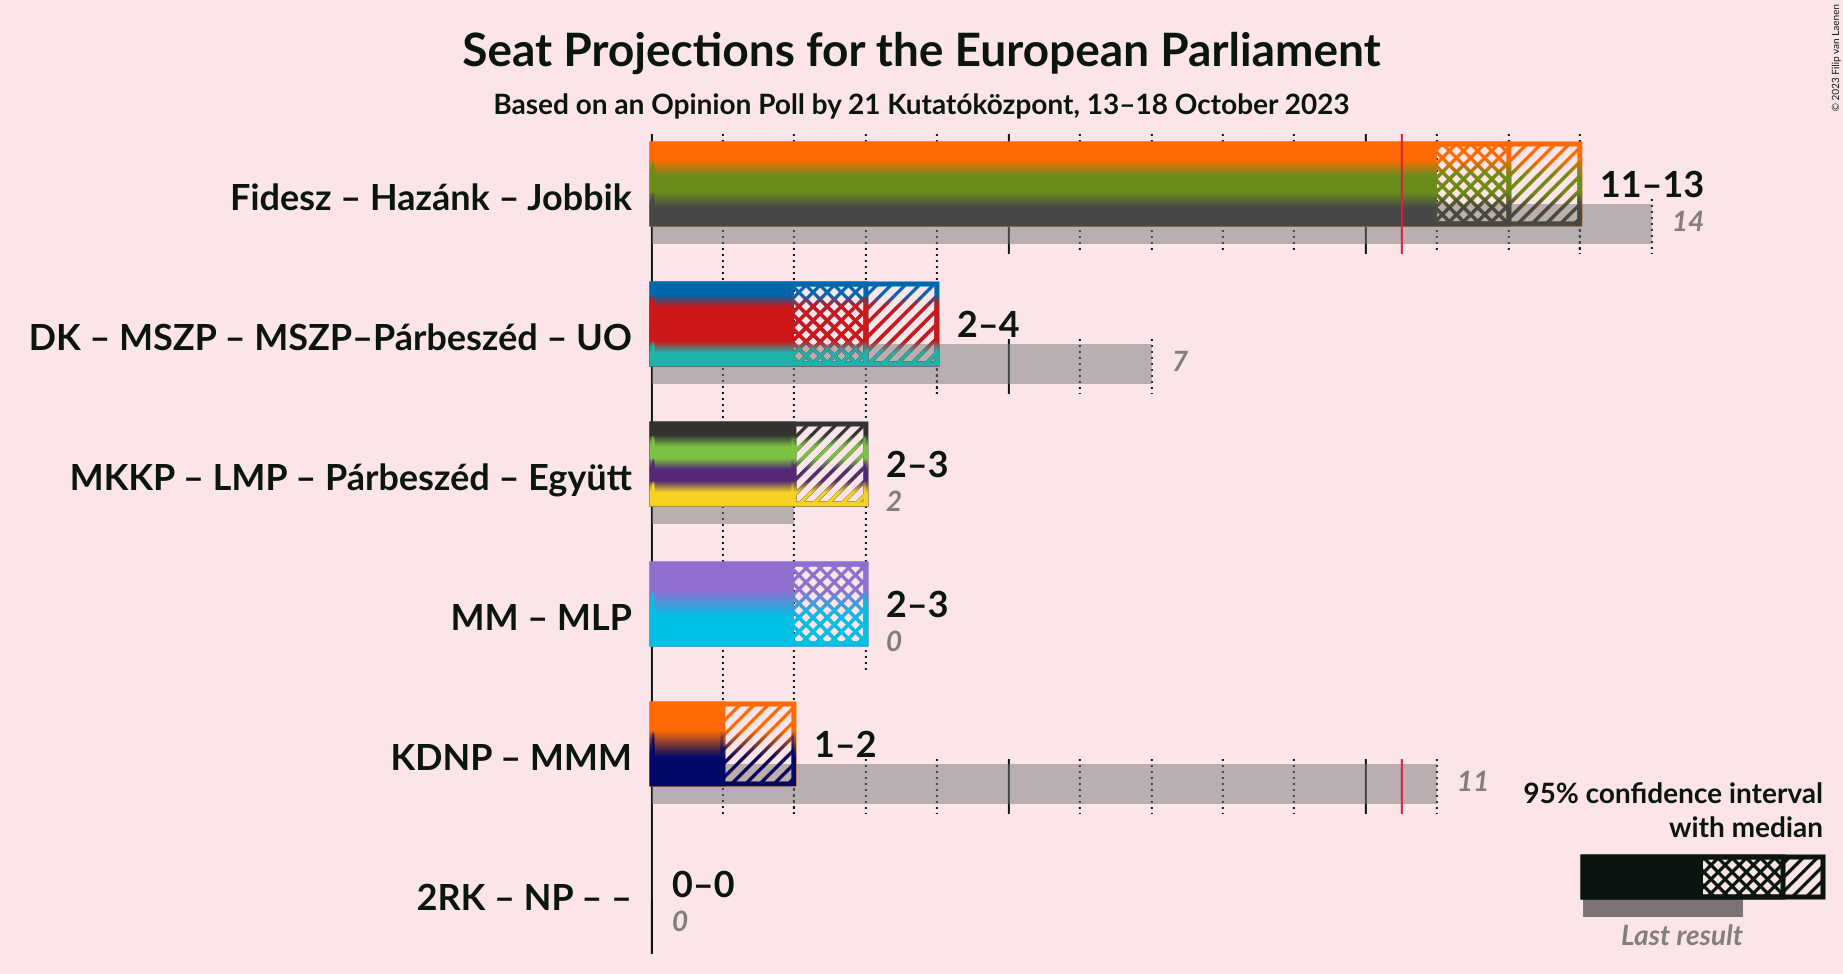 Seat Projections for the European Parliament
Based on an Opinion Poll by 21 Kutatóközpont, 13–18 October 2023
© 2023 Filip van Laenen
Fidesz – Hazánk – Jobbik
11–13
14
DK – MSZP – MSZP–Párbeszéd – UO
2–4
7
MKKP – LMP – Párbeszéd – Együtt
2–3
2
MM – MLP
2–3
0
KDNP – MMM
1–2
11
2RK – NP – –
0–0
0
95% confidence interval
with median
Last result